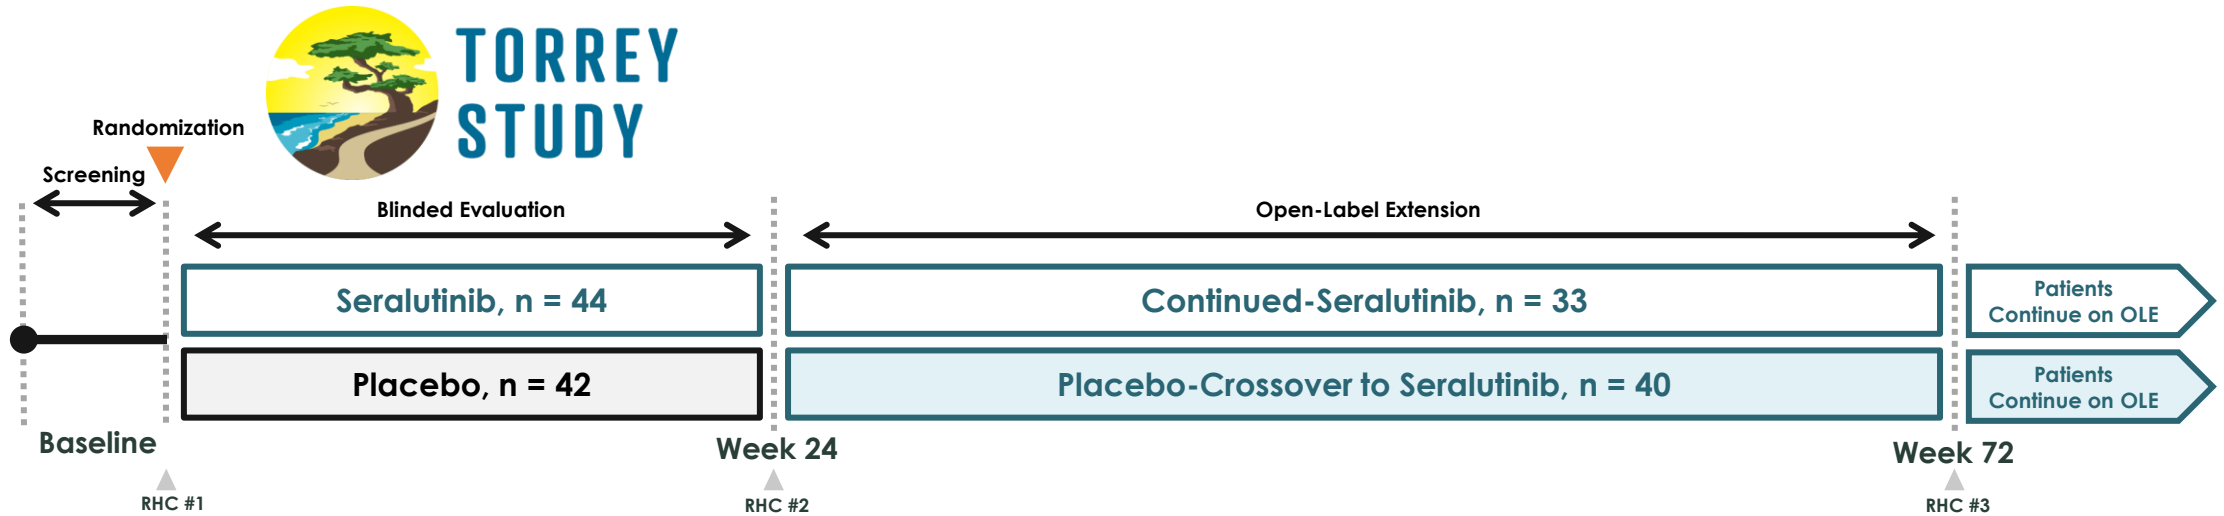 TORREY
STUDY
Randomization
Screening
Blinded Evaluation
Open-Label Extension
Seralutinib, n = 44
Continued-Seralutinib, n = 33
Patients
Continue on OLE
Placebo, n = 42
Placebo-Crossover to Seralutinib, n = 40
Patients
Continue on OLE
Baseline
Week 24
Week 72
RHC #1
RHC #2
RHC #3